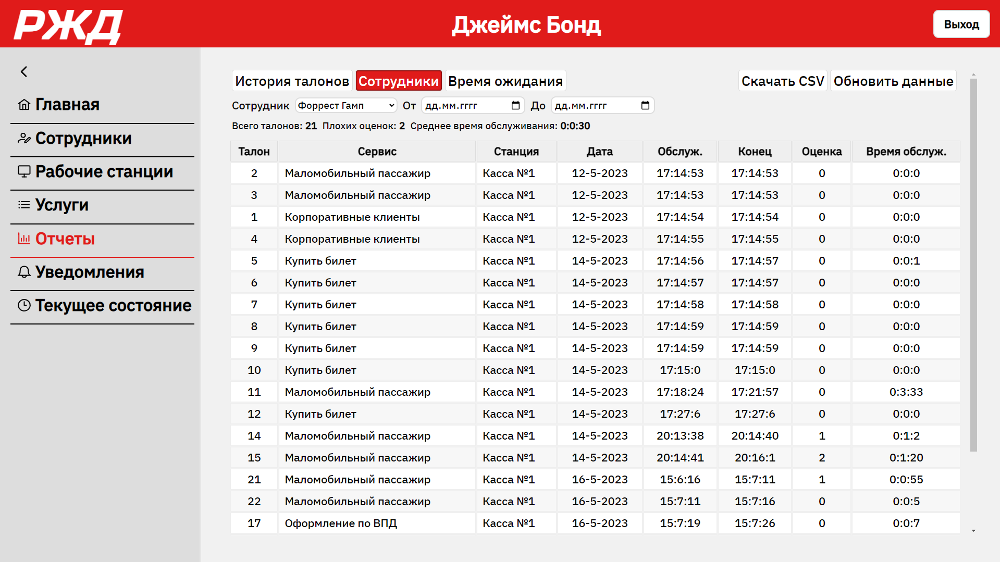 РЖД
Джеймс Бонд
Выход
Главная
Сотрудники
Рабочие станции
Услуги
Отчеты
Уведомления
Текущее состояние
История талонов Сотрудники Время ожидания Скачать CSV Обновить данные
Сотрудник Форрест Гамп От дд.мм.гггг До дд.мм.гггг
Всего талонов: 21 Плохих оценок: 2 Среднее время обслуживания: 0:0:30
Талон Сервис Станция Дата Обслуж. Конец Оценка Время обслуж.
2 Маломобильный пассажир Касса №1 12-5-2023 17:14:53 17:14:53 0 0:0:0
3 Маломобильный пассажир Касса №1 12-5-2023 17:14:53 17:14:53 0 0:0:0
1 Корпоративные клиенты Касса №1 12-5-2023 17:14:54 17:14:54 0 0:0:0
4 Корпоративные клиенты Касса №1 12-5-2023 17:14:55 17:14:55 0 0:0:0
5 Купить билет Касса №1 14-5-2023 17:14:56 17:14:57 0 0:0:1
6 Купить билет Касса №1 14-5-2023 17:14:57 17:14:57 0 0:0:0
7 Купить билет Касса №1 14-5-2023 17:14:58 17:14:58 0 0:0:0
8 Купить билет Касса №1 14-5-2023 17:14:59 17:14:59 0 0:0:0
9 Купить билет Касса №1 14-5-2023 17:14:59 17:14:59 0 0:0:0
10 Купить билет Касса №1 14-5-2023 17:15:0 17:15:0 0 0:0:0
11 Маломобильный пассажир Касса №1 14-5-2023 17:18:24 17:21:57 0 0:3:33
12 Купить билет Касса №1 14-5-2023 17:27:6 17:27:6 0 0:0:0
14 Маломобильный пассажир Касса №1 14-5-2023 20:13:38 20:14:40 1 0:1:2
15 Маломобильный пассажир Касса №1 14-5-2023 20:14:41 20:16:1 2 0:1:20
21 Маломобильный пассажир Касса №1 16-5-2023 15:6:16 15:7:11 1 0:0:55
22 Маломобильный пассажир Касса №1 16-5-2023 15:7:11 15:7:16 0 0:0:5
17 Оформление по ВПД Касса №1 16-5-2023 15:7:19 15:7:26 0 0:0:7